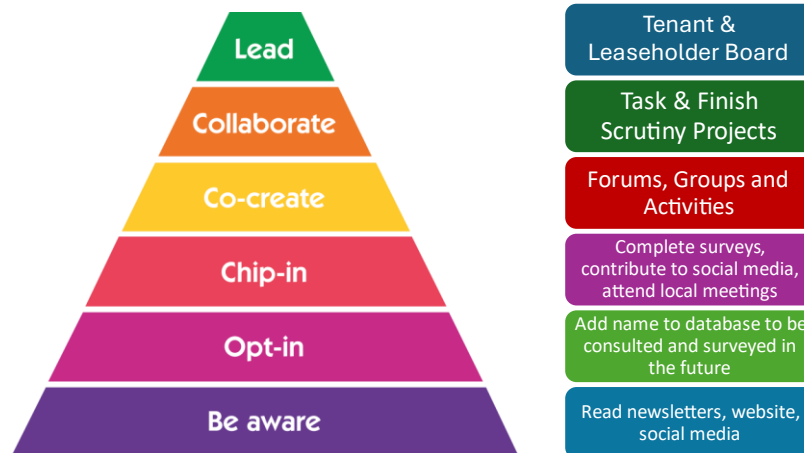 Lead
Tenant &
Leaseholder Board
Collaborate
Task & Finish
Scrutiny Projects
Co-create
Forums, Groups and
Activities
Chip-in
Complete surveys,
contribute to social media,
attend local meetings
Opt-in
Add name to database to be
consulted and surveyed in
the future
Be aware
Read newsletters, website,
social media